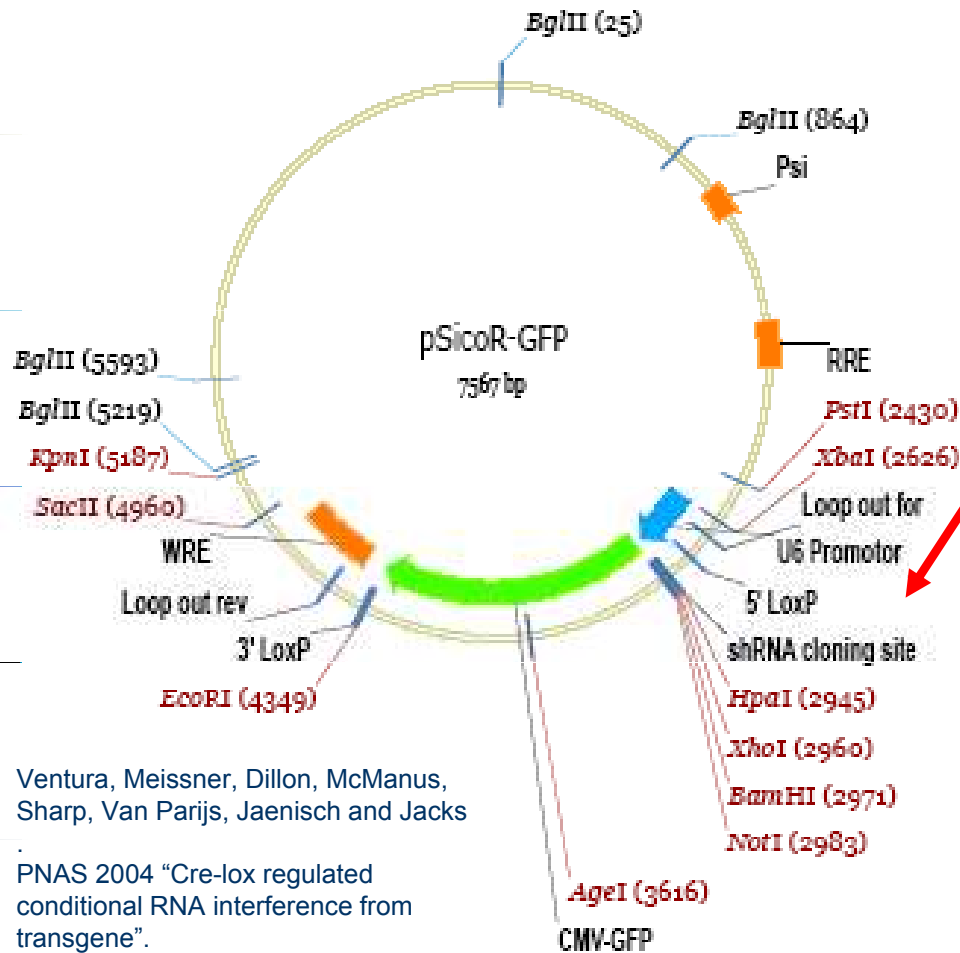 BglII (25)
BglII (864)
Psi
pSicoR-GFP
7567 bp
RRE
BglII (5593)
BglII (5219)
KpnI (5187)
SacII (4960)
WRE
Loop out rev
3' LoxP
EcoRI (4349)
PstI (2430)
XbaI (2626)
Loop out for
U6 Promotor
5' LoxP
shRNA cloning site
HpaI (2945)
XhoI (2960)
BamHI (2971)
NotI (2983)
AgeI (3616)
CMV-GFP
Ventura, Meissner, Dillon, McManus,
Sharp, Van Parijs, Jaenisch and Jacks
.
PNAS 2004 “Cre-lox regulated
conditional RNA interference from
transgene”.